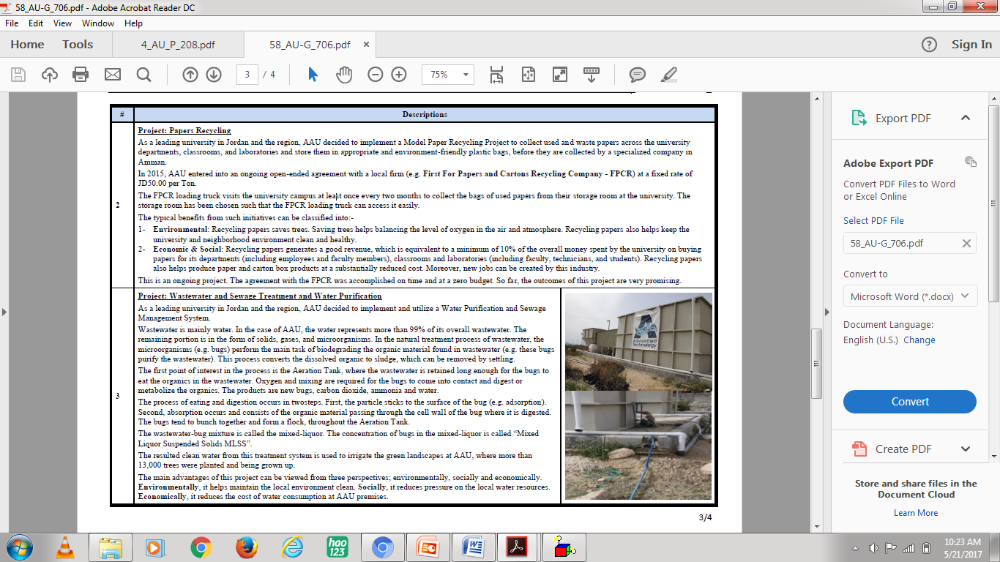 58_AU-G_706.pdf - Adobe Acrobat Reader DC
File Edit View Window Help
Home Tools 4_AU_P_208.pdf 58_AU-G_706.pdf × Sign In
3 / 4 75%
# Descriptions
2
Project: Papers Recycling
As a leading university in Jordan and the region, AAU decided to implement a Model Paper Recycling Project to collect used and waste papers across the university
departments, classrooms, and laboratories and store them in appropriate and environment-friendly plastic bags, before they are collected by a specialized company in
Amman.
In 2015, AAU entered into an ongoing open-ended agreement with a local firm (e.g. First For Papers and Cartons Recycling Company - FPCR) at a fixed rate of
JD50.00 per Ton.
The FPCR loading truck visits the university campus at least once every two months to collect the bags of used papers from their storage room at the university. The
storage room has been chosen such that the FPCR loading truck can access it easily.
The typical benefits from such initiatives can be classified into:-
1- Environmental: Recycling papers saves trees. Saving trees helps balancing the level of oxygen in the air and atmosphere. Recycling papers also helps keep the
university and neighborhood environment clean and healthy.
2- Economic & Social: Recycling papers generates a good revenue, which is equivalent to a minimum of 10% of the overall money spent by the university on buying
papers for its departments (including employees and faculty members), classrooms and laboratories (including faculty, technicians, and students). Recycling papers
also helps produce paper and carton box products at a substantially reduced cost. Moreover, new jobs can be created by this industry.
This is an ongoing project. The agreement with the FPCR was accomplished on time and at a zero budget. So far, the outcomes of this project are very promising.
3
Project: Wastewater and Sewage Treatment and Water Purification
As a leading university in Jordan and the region, AAU decided to implement and utilize a Water Purification and Sewage
Management System.
Wastewater is mainly water. In the case of AAU, the water represents more than 99% of its overall wastewater. The
remaining portion is in the form of solids, gases, and microorganisms. In the natural treatment process of wastewater, the
microorganisms (e.g. bugs) perform the main task of biodegrading the organic material found in wastewater (e.g. these bugs
purify the wastewater). This process converts the dissolved organic to sludge, which can be removed by settling.
The first point of interest in the process is the Aeration Tank, where the wastewater is retained long enough for the bugs to
eat the organics in the wastewater. Oxygen and mixing are required for the bugs to come into contact and digest or
metabolize the organics. The products are new bugs, carbon dioxide, ammonia and water.
The process of eating and digestion occurs in twosteps. First, the particle sticks to the surface of the bug (e.g. adsorption).
Second, absorption occurs and consists of the organic material passing through the cell wall of the bug where it is digested.
The bugs tend to bunch together and form a flock, throughout the Aeration Tank.
The wastewater-bug mixture is called the mixed-liquor. The concentration of bugs in the mixed-liquor is called “Mixed
Liquor Suspended Solids MLSS”.
The resulted clean water from this treatment system is used to irrigate the green landscapes at AAU, where more than
13,000 trees were planted and being grown up.
The main advantages of this project can be viewed from three perspectives; environmentally, socially and economically.
Environmentally, it helps maintain the local environment clean. Socially, it reduces pressure on the local water resources.
Economically, it reduces the cost of water consumption at AAU premises.
Advanced
Technology
3/4
Export PDF
Adobe Export PDF
Convert PDF Files to Word
or Excel Online
Select PDF File
58_AU-G_706.pdf
Convert to
Microsoft Word (*.docx)
Document Language:
English (U.S.) Change
Convert
Create PDF
Store and share files in the
Document Cloud
Learn More
hao
123
10:23 AM
5/21/2017